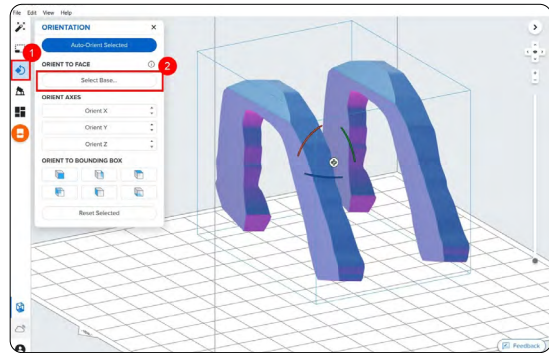 File Edit View Help
ORIENTATION ×
Auto-Orient Selected
1
ORIENT TO FACE
2
Select Base...
ORIENT AXES
Orient X
Orient Y
Orient Z
ORIENT TO BOUNDING BOX
Reset Selected
Feedback